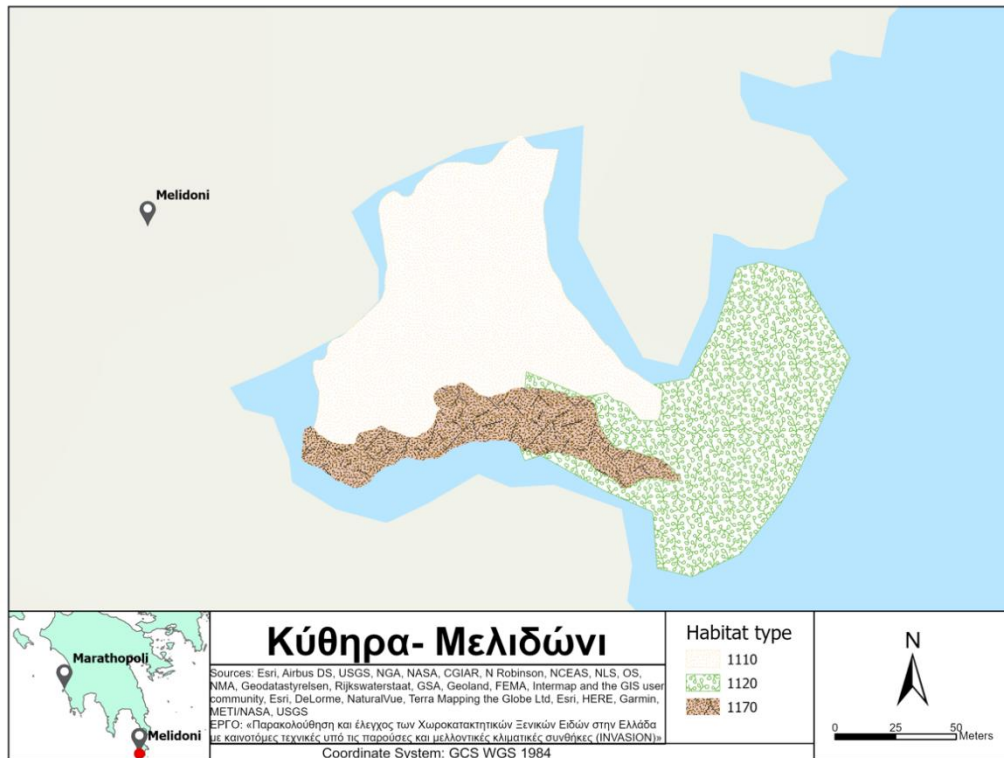 Melidoni
Marathopoli
Melidoni
Κύθηρα- Μελιδώνι
Sources: Esri, Airbus DS, USGS, NGA, NASA, CGIAR, N Robinson, NCEAS, NLS, OS,
NMA, Geodatastyrelsen, Rijkswaterstaat, GSA, Geoland, FEMA, Intermap and the GIS user
community, Esri, DeLorme, NaturalVue, Terra Mapping the Globe Ltd, Esri, HERE, Garmin,
METI/NASA, USGS
ΕΡΓΟ: «Παρακολούθηση και έλεγχος των Χωροκατακτητικών Ξενικών Ειδών στην Ελλάδα
με καινοτόμες τεχνικές υπό τις παρούσες και μελλοντικές κλιματικές συνθήκες (INVASION)»
Coordinate System: GCS WGS 1984
Habitat type
1110
1120
1170
N
0 25 50
Meters